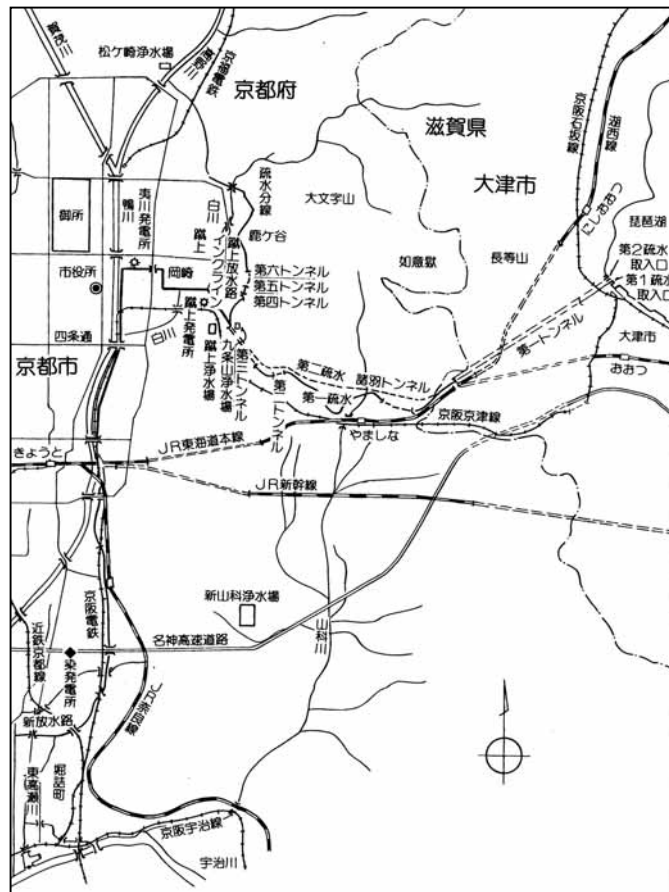 賀茂川
松ケ崎浄水場
高野川
京福電鉄
京都府
滋賀県
大津市
京阪石坂線
湖西線
にしおおつ
琵琶湖
第2疏水
取入口
第1疏水
取入口
御所
夷川発電所
鴨川
白川
疏水分線
大文字山
鹿ケ谷
如意嶽
長等山
蹴上
インクライン
蹴上放水路
市役所
岡崎
第六トンネル
第五トンネル
第四トンネル
四条通
白川
蹴上発電所
蹴上浄水場
九条山浄水場
第三トンネル
第二トンネル
第二疏水
第一疏水
諸羽トンネル
第一トンネル
大津市
おおつ
京都市
京阪京津線
やましな
きょうと
JR東海道本線
JR新幹線
新山科浄水場
山科川
名神高速道路
京阪電鉄
近鉄京都線
染発電所
新放水路
JR奈良線
東高瀬川
堀詰町
京阪宇治線
宇治川